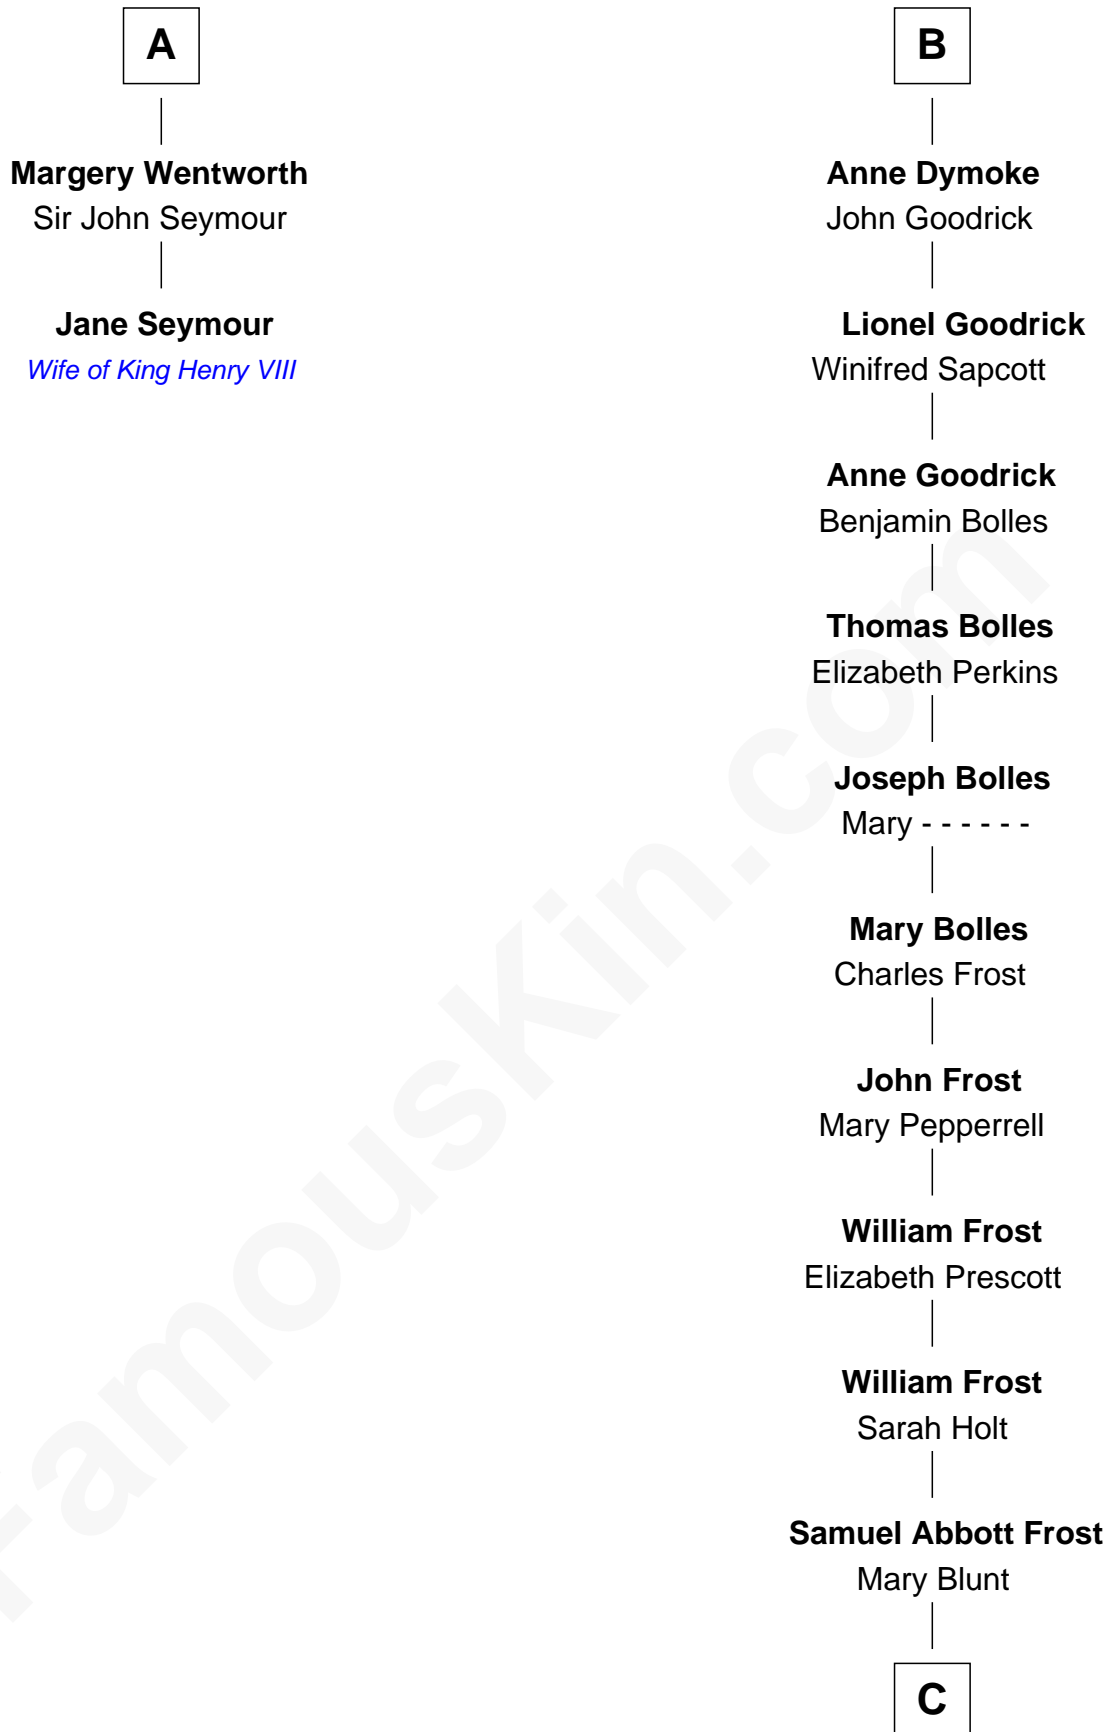 A
Margery Wentworth
Sir John Seymour
Jane Seymour
Wife of King Henry VIII
B
Anne Dymoke
John Goodrick
Lionel Goodrick
Winifred Sapcott
Anne Goodrick
Benjamin Bolles
Thomas Bolles
Elizabeth Perkins
Joseph Bolles
Mary - - - - - -
Mary Bolles
Charles Frost
John Frost
Mary Pepperrell
William Frost
Elizabeth Prescott
William Frost
Sarah Holt
Samuel Abbott Frost
Mary Blunt
C
FamousKin.com